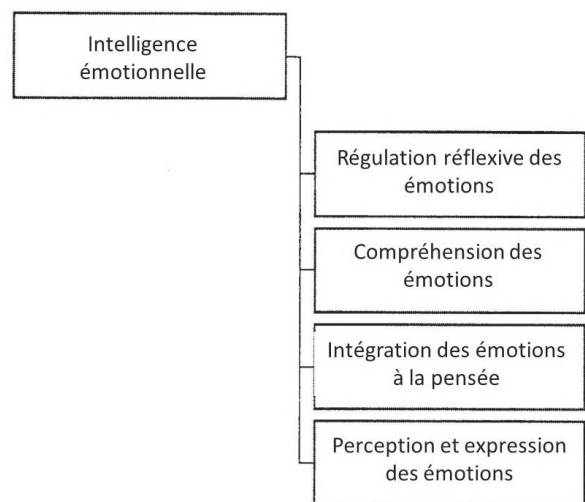 Intelligence
émotionnelle
Régulation réflexive des
émotions
Compréhension des
émotions
Intégration des émotions
à la pensée
Perception et expression
des émotions